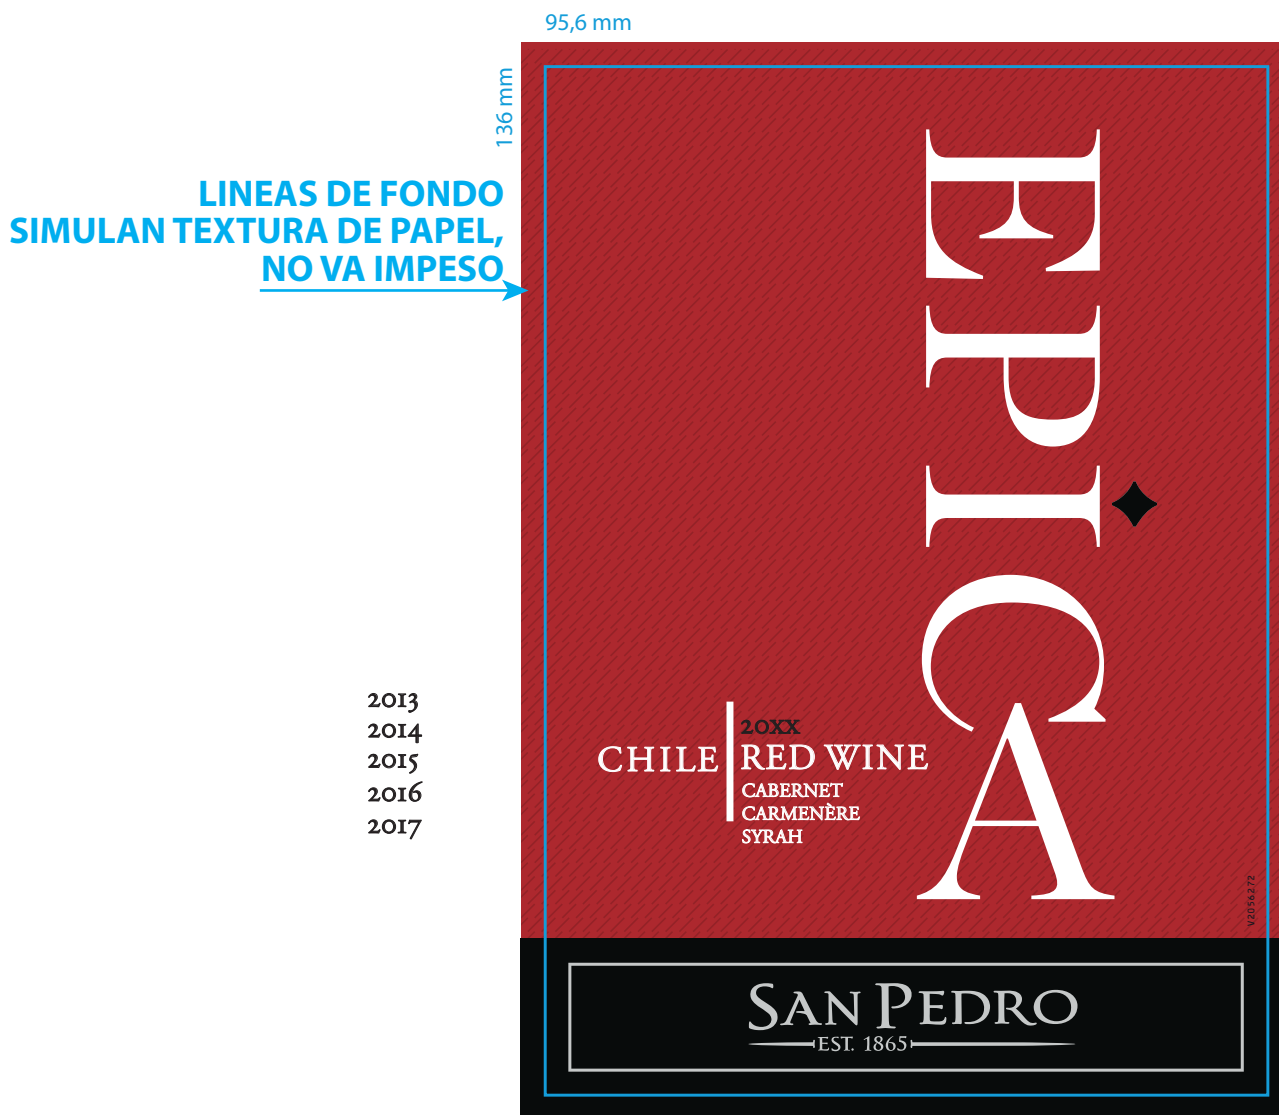 95,6 mm
136 mm
LINEAS DE FONDO
SIMULAN TEXTURA DE PAPEL,
NO VA IMPESO
EPICA
2013
2014
2015
2016
2017
20XX
CHILE RED WINE
CABERNET
CARMENÈRE
SYRAH
V2056272
SAN PEDRO
EST. 1865